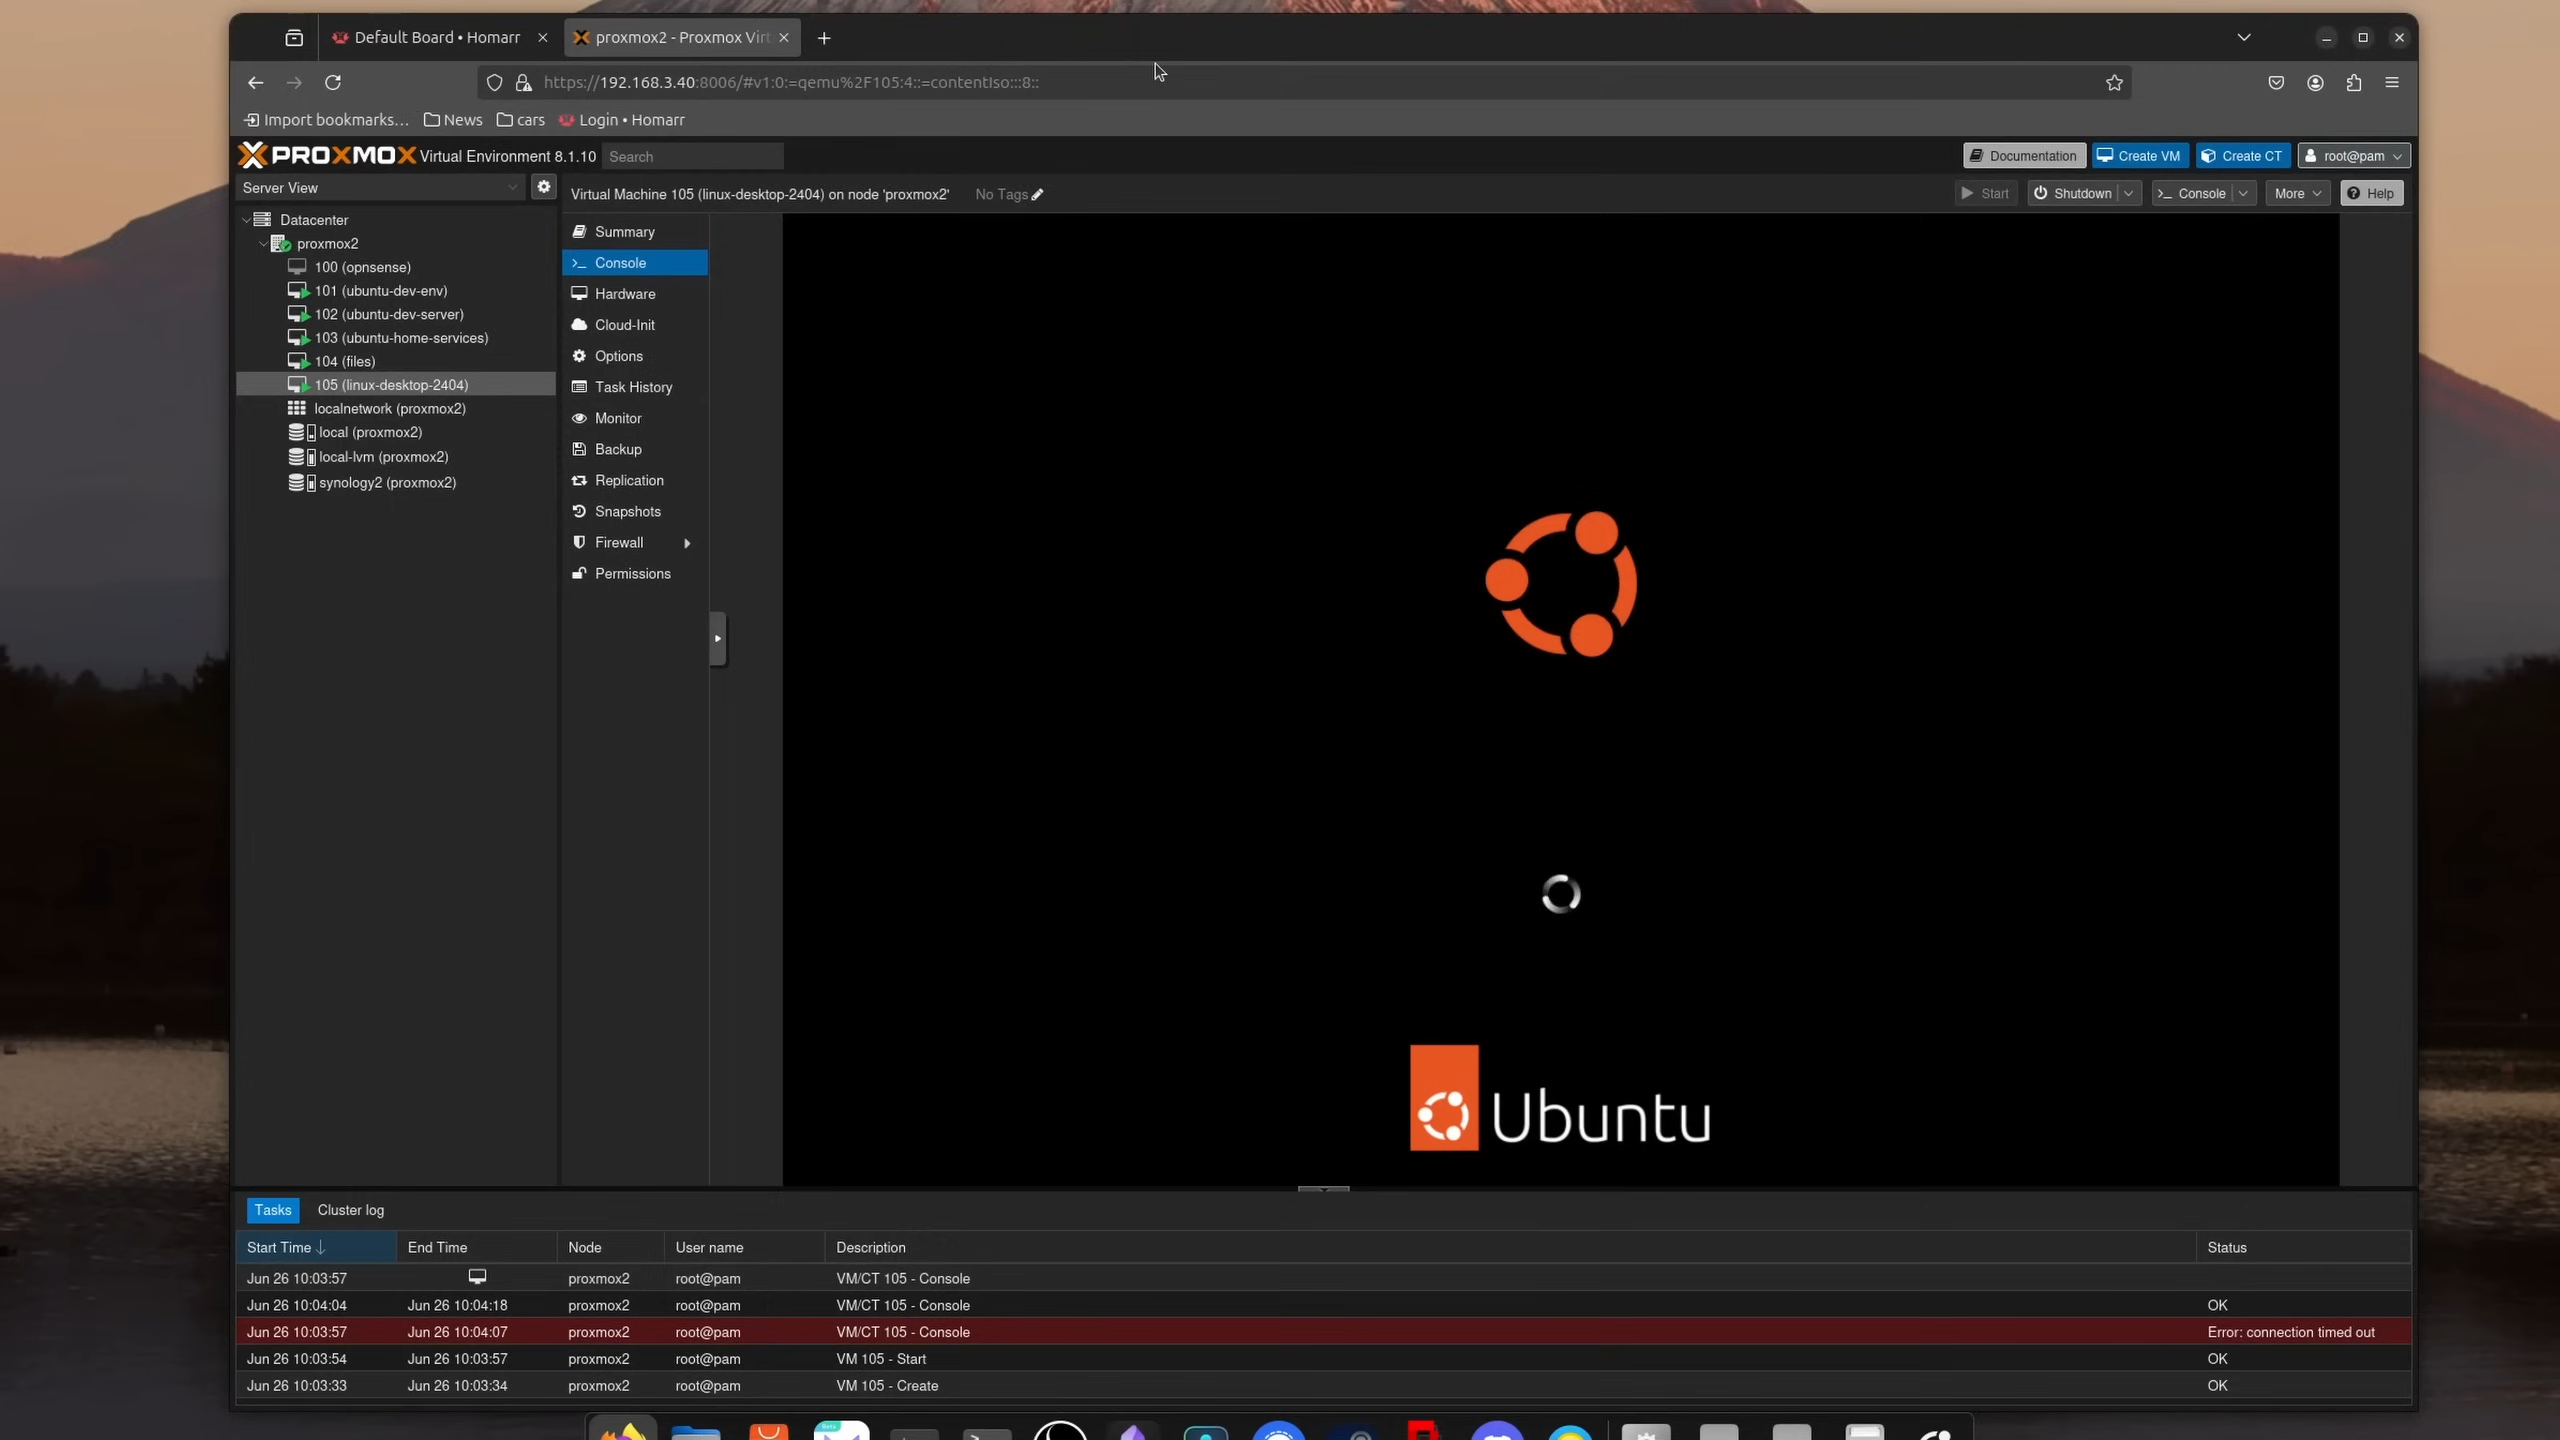 Default Board • Homarr
proxmox2 - Proxmox Virt
https://192.168.3.40:8006/#v1:0:=qemu%2F105:4::=contentIso:::8::
Import bookmarks...
News
cars
Login • Homarr
PROXMOX
Virtual Environment 8.1.10
Search
Documentation
Create VM
Create CT
root@pam
Server View
Virtual Machine 105 (linux-desktop-2404) on node 'proxmox2'
No Tags
Start
Shutdown
Console
More
Help
Datacenter
proxmox2
100 (opnsense)
101 (ubuntu-dev-env)
102 (ubuntu-dev-server)
103 (ubuntu-home-services)
104 (files)
105 (linux-desktop-2404)
localnetwork (proxmox2)
local (proxmox2)
local-lvm (proxmox2)
synology2 (proxmox2)
Summary
Console
Hardware
Cloud-Init
Options
Task History
Monitor
Backup
Replication
Snapshots
Firewall
Permissions
Ubuntu
Tasks
Cluster log
Start Time
End Time
Node
User name
Description
Status
Jun 26 10:03:57 proxmox2 root@pam VM/CT 105 - Console
Jun 26 10:04:04 Jun 26 10:04:18 proxmox2 root@pam VM/CT 105 - Console OK
Jun 26 10:03:57 Jun 26 10:04:07 proxmox2 root@pam VM/CT 105 - Console Error: connection timed out
Jun 26 10:03:54 Jun 26 10:03:57 proxmox2 root@pam VM 105 - Start OK
Jun 26 10:03:33 Jun 26 10:03:34 proxmox2 root@pam VM 105 - Create OK